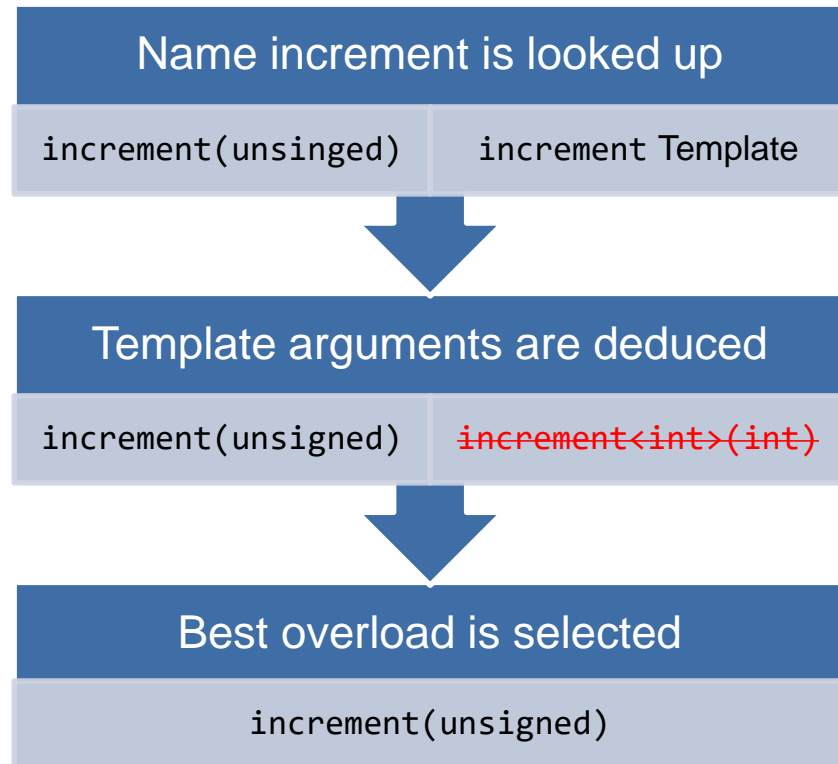 Name increment is looked up
increment(unsinged)
increment Template
Template arguments are deduced
increment(unsigned)
increment<int>(int)
Best overload is selected
increment(unsigned)